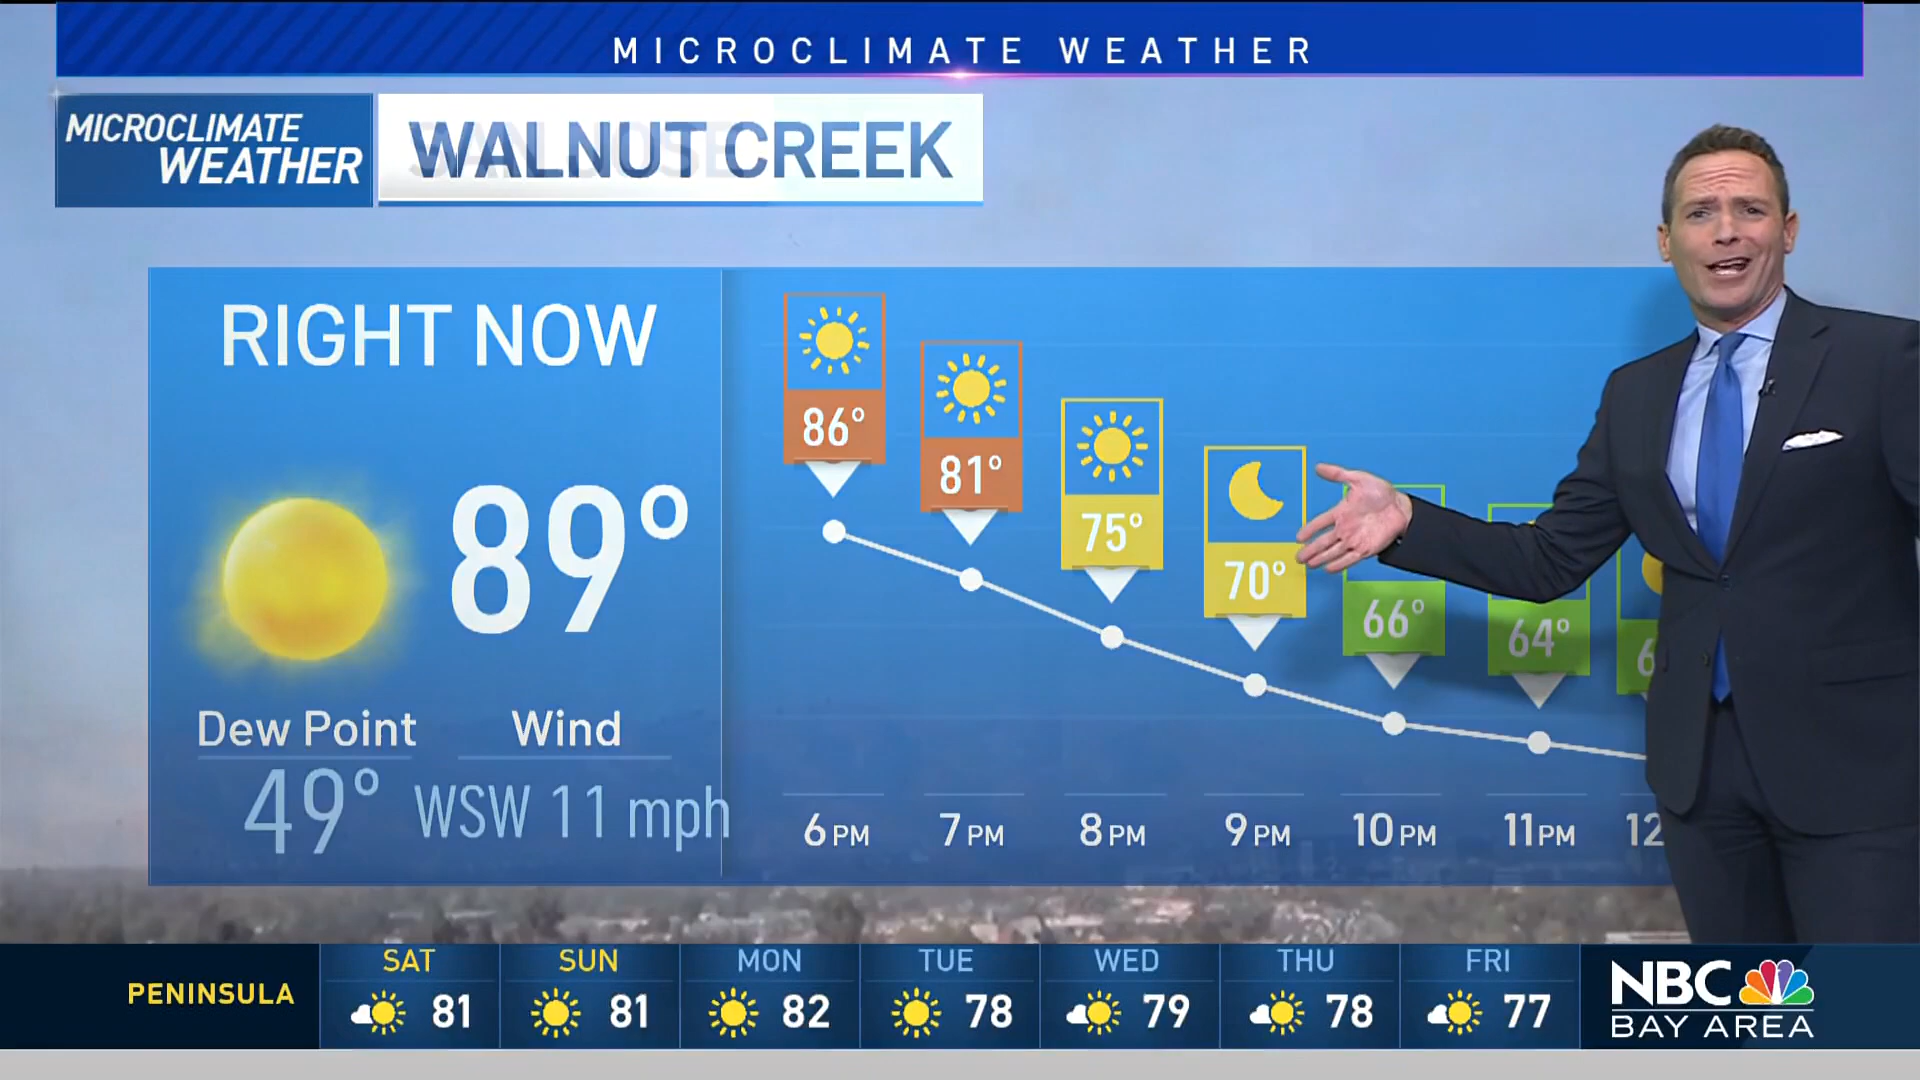 MICROCLIMATE WEATHER
MICROCLIMATE
WEATHER
WALNUT CREEK
RIGHT NOW
89°
Dew Point Wind
49° WSW 11 mph
86° 81° 75° 70° 66° 64° 6
6 PM 7 PM 8 PM 9 PM 10 PM 11 PM 12
PENINSULA
SAT SUN MON TUE WED THU FRI
81 81 82 78 79 78 77
NBC
BAY AREA